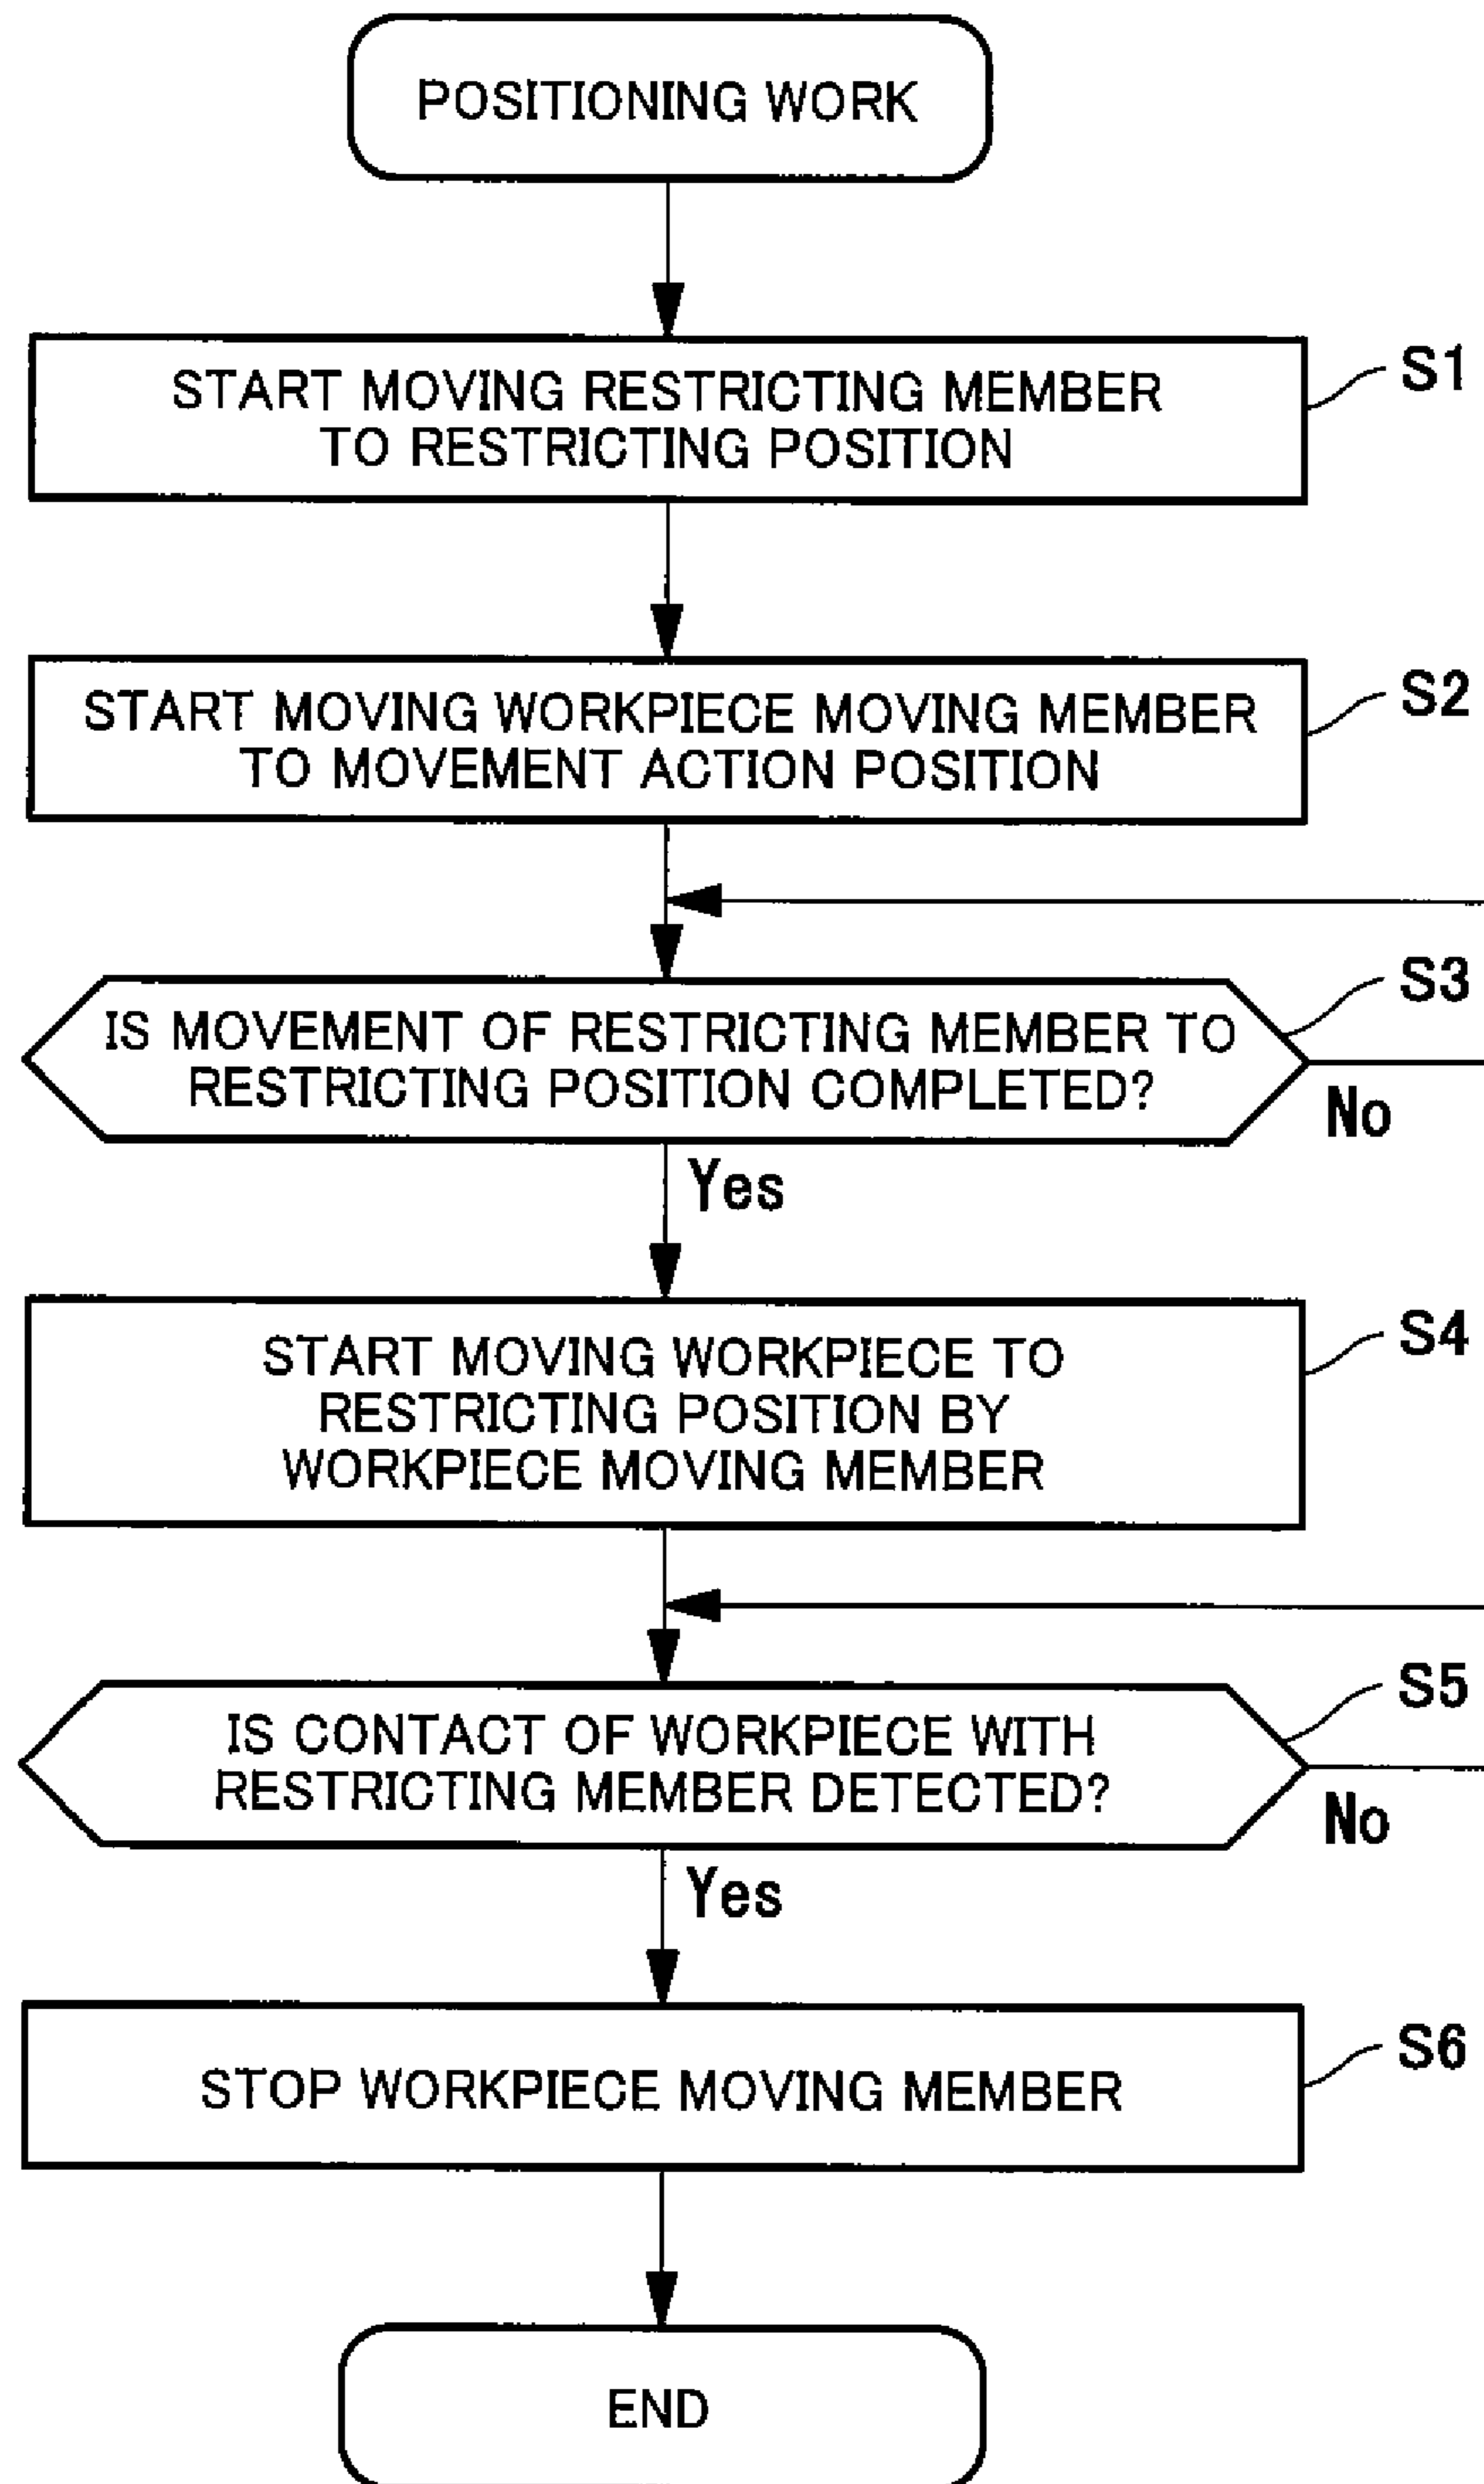 POSITIONING WORK
START MOVING RESTRICTING MEMBER
TO RESTRICTING POSITION
S1
START MOVING WORKPIECE MOVING MEMBER
TO MOVEMENT ACTION POSITION
S2
IS MOVEMENT OF RESTRICTING MEMBER TO
RESTRICTING POSITION COMPLETED?
S3
No
Yes
START MOVING WORKPIECE TO
RESTRICTING POSITION BY
WORKPIECE MOVING MEMBER
S4
IS CONTACT OF WORKPIECE WITH
RESTRICTING MEMBER DETECTED?
S5
No
Yes
STOP WORKPIECE MOVING MEMBER
S6
END